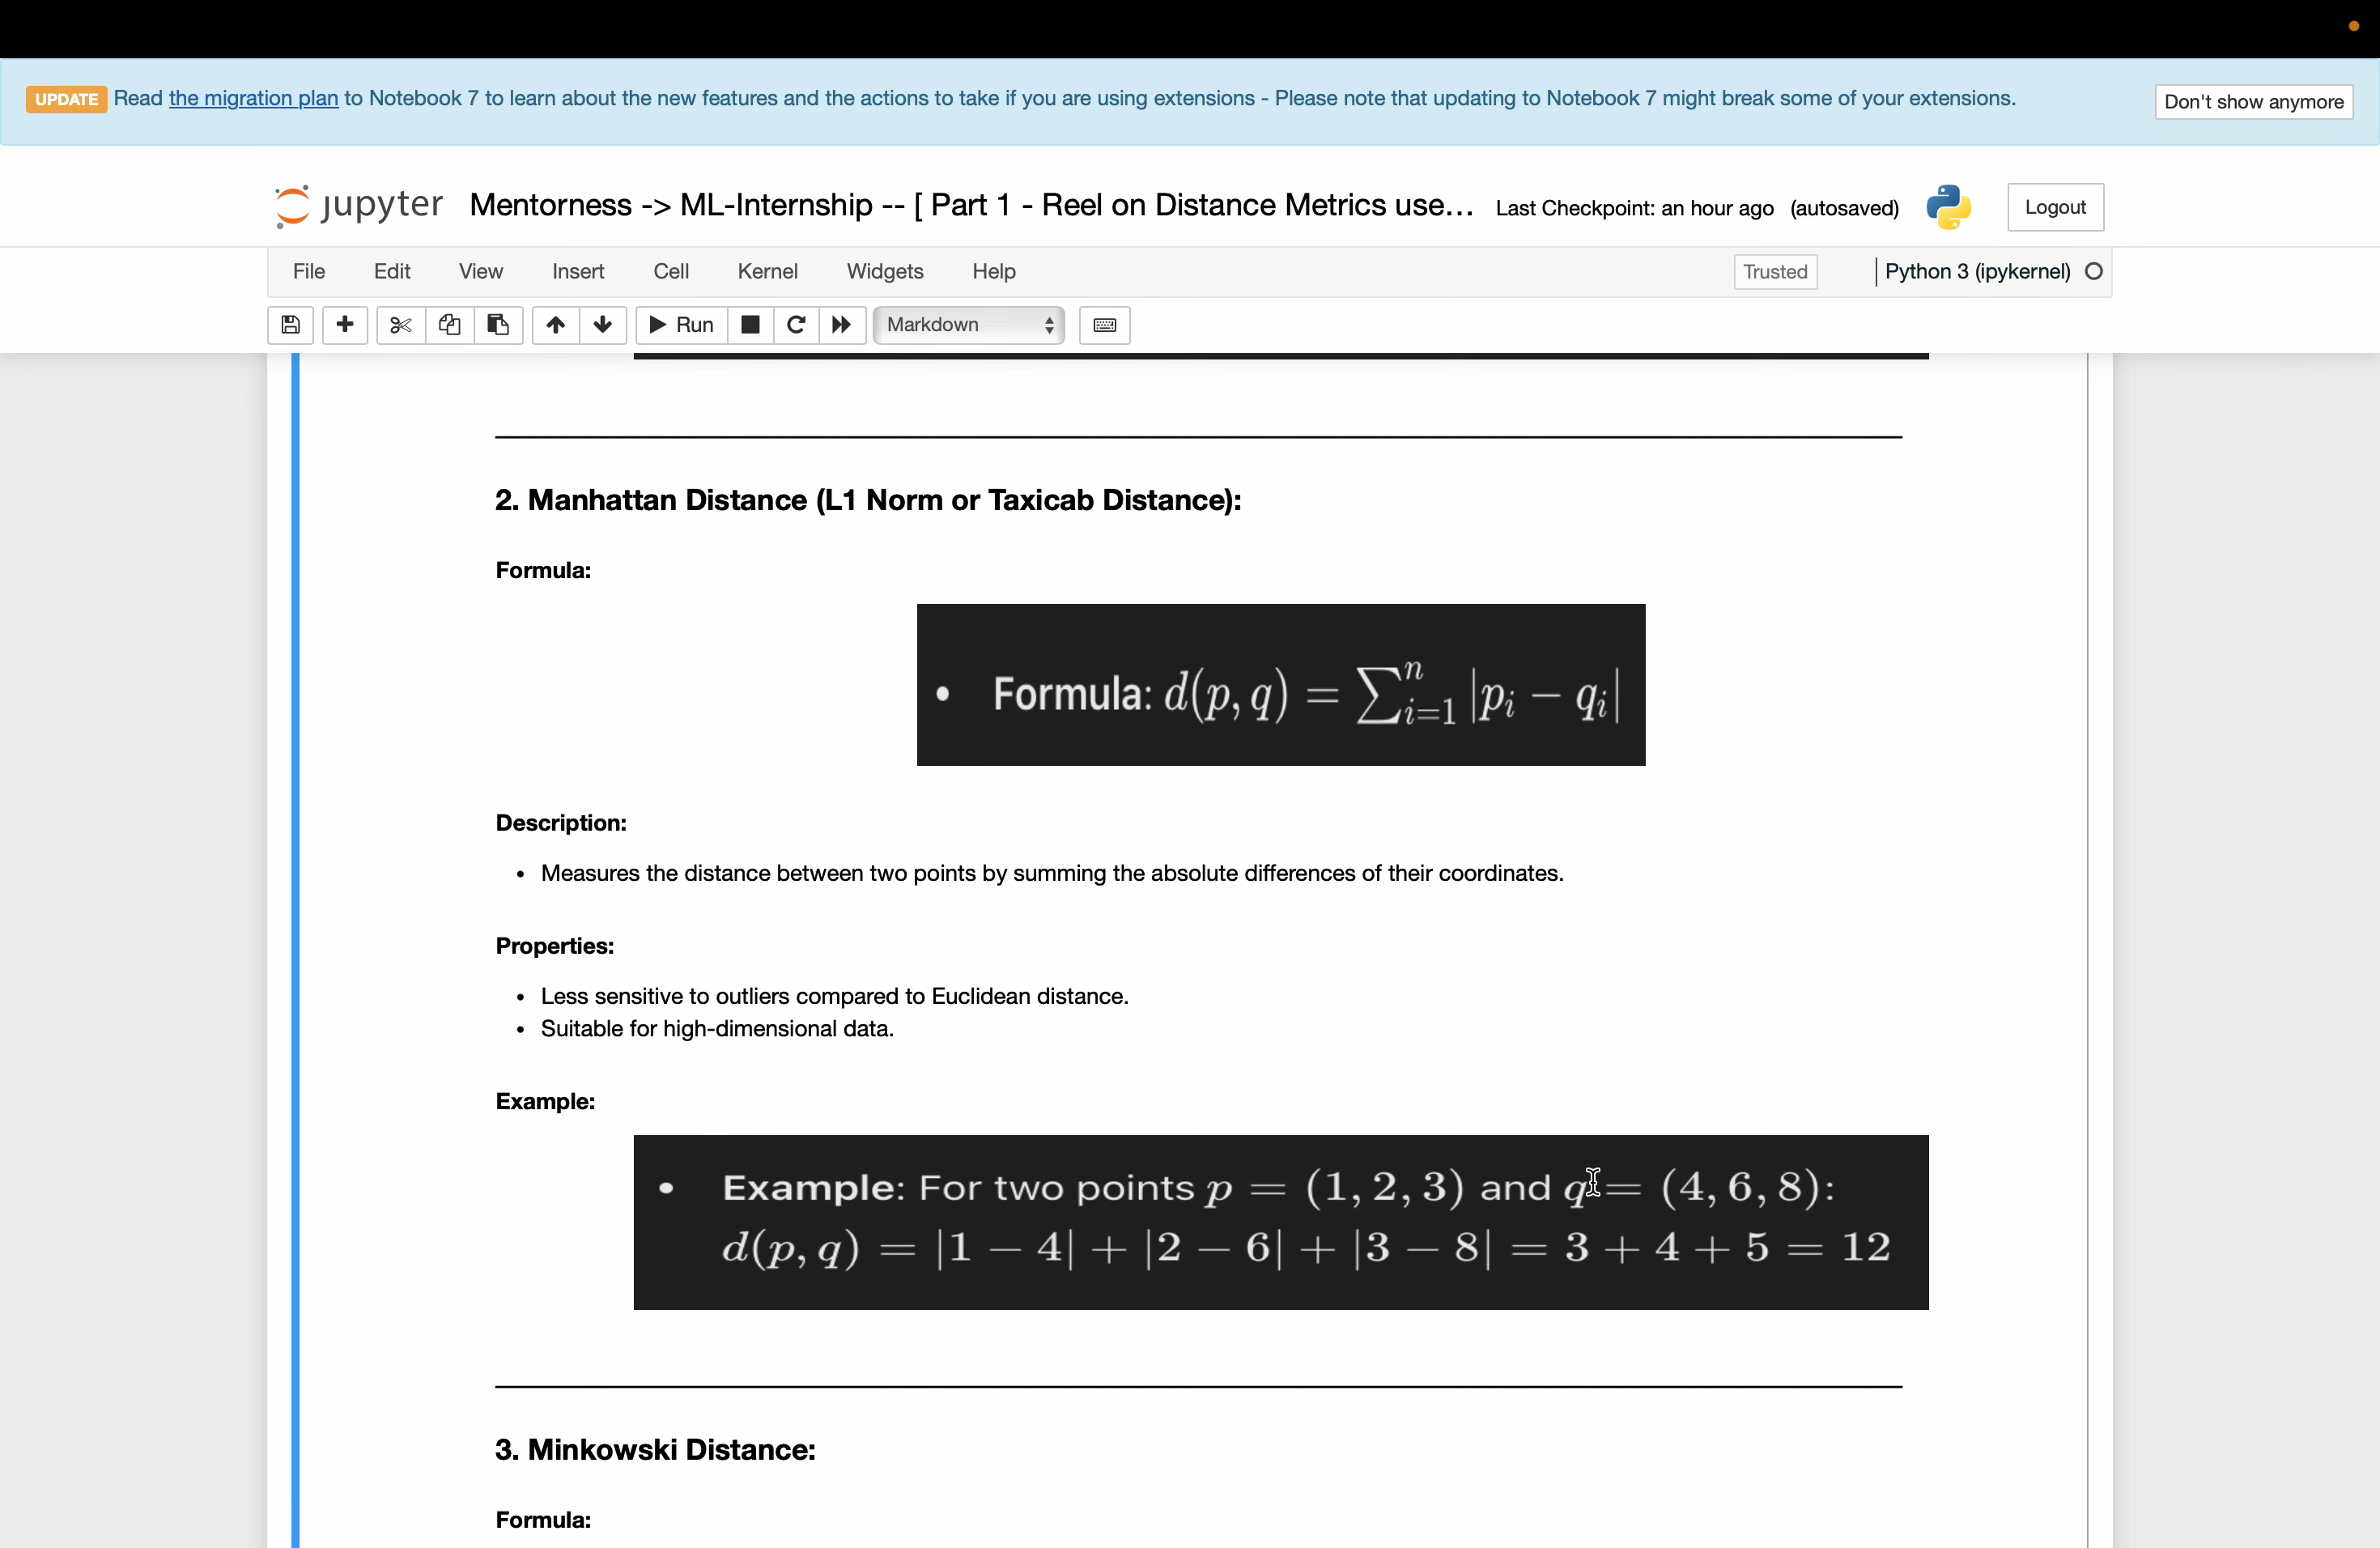 UPDATE Read the migration plan to Notebook 7 to learn about the new features and the actions to take if you are using extensions - Please note that updating to Notebook 7 might break some of your extensions.
Don't show anymore
jupyter Mentorness -> ML-Internship -- [ Part 1 - Reel on Distance Metrics use... Last Checkpoint: an hour ago (autosaved)
Logout
File Edit View Insert Cell Kernel Widgets Help
Trusted
Python 3 (ipykernel)
Run
Markdown
2. Manhattan Distance (L1 Norm or Taxicab Distance):
Formula:
• Formula: d(p, q) = ∑ⁿᵢ₌₁ |pᵢ − qᵢ|
Description:
• Measures the distance between two points by summing the absolute differences of their coordinates.
Properties:
• Less sensitive to outliers compared to Euclidean distance.
• Suitable for high-dimensional data.
Example:
• Example: For two points p = (1, 2, 3) and q = (4, 6, 8):
d(p, q) = |1 − 4| + |2 − 6| + |3 − 8| = 3 + 4 + 5 = 12
3. Minkowski Distance:
Formula: